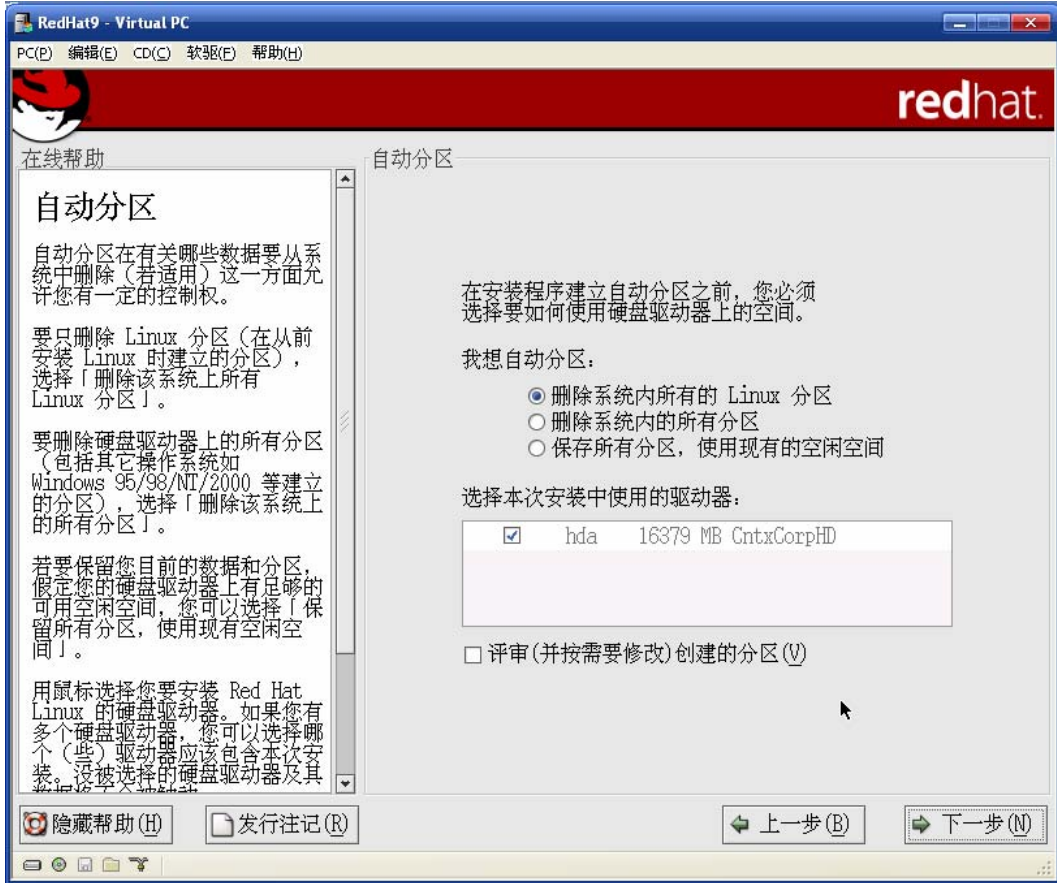 RedHat9 - Virtual PC
PC(P) 编辑(E) CD(C) 软驱(F) 帮助(H)
redhat.
在线帮助
自动分区
自动分区在有关哪些数据要从系
统中删除（若适用）这一方面允
许您有一定的控制权。
要只删除 Linux 分区（在从前
安装 Linux 时建立的分区），
选择「删除该系统上所有
Linux 分区」。
要删除硬盘驱动器上的所有分区
（包括其它操作系统如
Windows 95/98/NT/2000 等建立
的分区），选择「删除该系统上
的所有分区」。
若要保留您目前的数据和分区，
假定您的硬盘驱动器上有足够的
可用空闲空间，您可以选择「保
留所有分区，使用现有空闲空
间」。
用鼠标选择您要安装 Red Hat
Linux 的硬盘驱动器。如果您有
多个硬盘驱动器，您可以选择哪
个（些）驱动器应该包含本次安
装。没被选择的硬盘驱动器及其
自动分区
在安装程序建立自动分区之前，您必须
选择要如何使用硬盘驱动器上的空间。
我想自动分区：
删除系统内所有的 Linux 分区
删除系统内的所有分区
保存所有分区，使用现有的空闲空间
选择本次安装中使用的驱动器：
hda 16379 MB CntxCorpHD
评审(并按需要修改)创建的分区(V)
隐藏帮助(H) 发行注记(R) 上一步(B) 下一步(N)